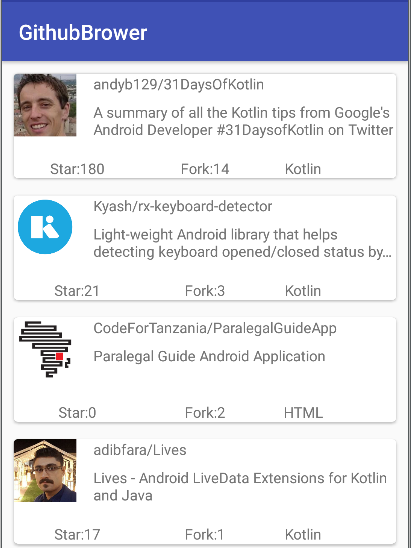 GithubBrower
andyb129/31DaysOfKotlin
A summary of all the Kotlin tips from Google's
Android Developer #31DaysofKotlin on Twitter
Star:180 Fork:14 Kotlin
K
Kyash/rx-keyboard-detector
Light-weight Android library that helps
detecting keyboard opened/closed status by...
Star:21 Fork:3 Kotlin
CodeForTanzania/ParalegalGuideApp
Paralegal Guide Android Application
Star:0 Fork:2 HTML
adibfara/Lives
Lives - Android LiveData Extensions for Kotlin
and Java
Star:17 Fork:1 Kotlin